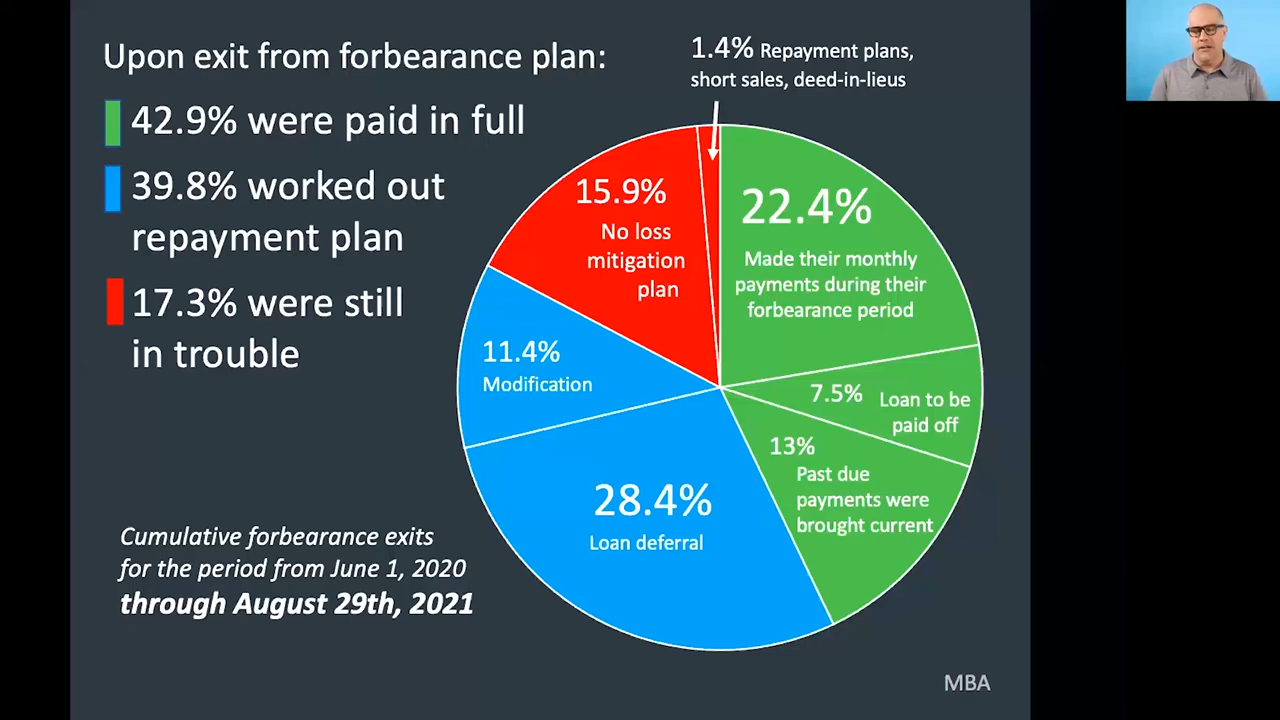 Upon exit from forbearance plan:
42.9% were paid in full
39.8% worked out
repayment plan
17.3% were still
in trouble
Cumulative forbearance exits
for the period from June 1, 2020
through August 29th, 2021
1.4% Repayment plans,
short sales, deed-in-lieus
15.9%
No loss
mitigation
plan
22.4%
Made their monthly
payments during their
forbearance period
11.4%
Modification
7.5%
Loan to be
paid off
13%
Past due
payments were
brought current
28.4%
Loan deferral
MBA